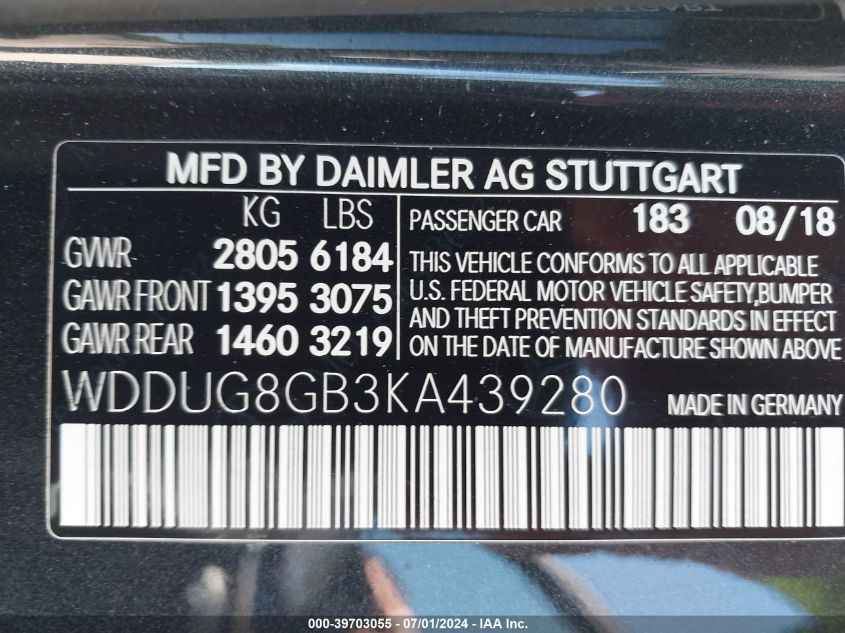 MFD BY DAIMLER AG STUTTGART
KG LBS
GVWR 2805 6184
GAWR FRONT 1395 3075
GAWR REAR 1460 3219
PASSENGER CAR 183 08/18
THIS VEHICLE CONFORMS TO ALL APPLICABLE
U.S. FEDERAL MOTOR VEHICLE SAFETY,BUMPER
AND THEFT PREVENTION STANDARDS IN EFFECT
ON THE DATE OF MANUFACTURE SHOWN ABOVE
WDDUG8GB3KA439280 MADE IN GERMANY
000-39703055 - 07/01/2024 - IAA Inc.